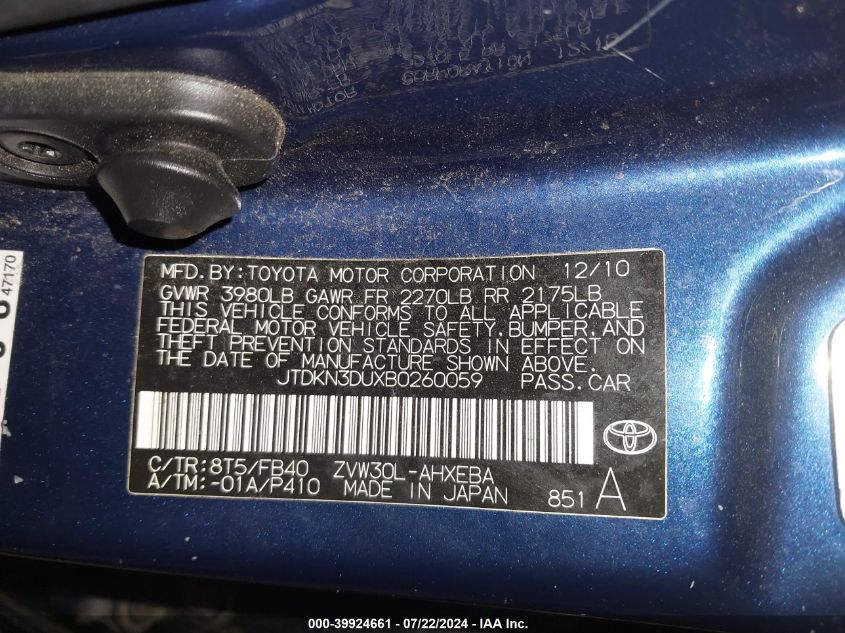 MFD. BY: TOYOTA MOTOR CORPORATION 12/10
GVWR 3980LB GAWR FR 2270LB RR 2175LB
THIS VEHICLE CONFORMS TO ALL APPLICABLE
FEDERAL MOTOR VEHICLE SAFETY, BUMPER, AND
THEFT PREVENTION STANDARDS IN EFFECT ON
THE DATE OF MANUFACTURE SHOWN ABOVE.
JTDKN3DUXB0260059 PASS. CAR
C/TR: 8T5/FB40 ZVW30L-AHXEBA
A/TM: -01A/P410 MADE IN JAPAN 851 A
47170
000-39924661 - 07/22/2024 - IAA Inc.